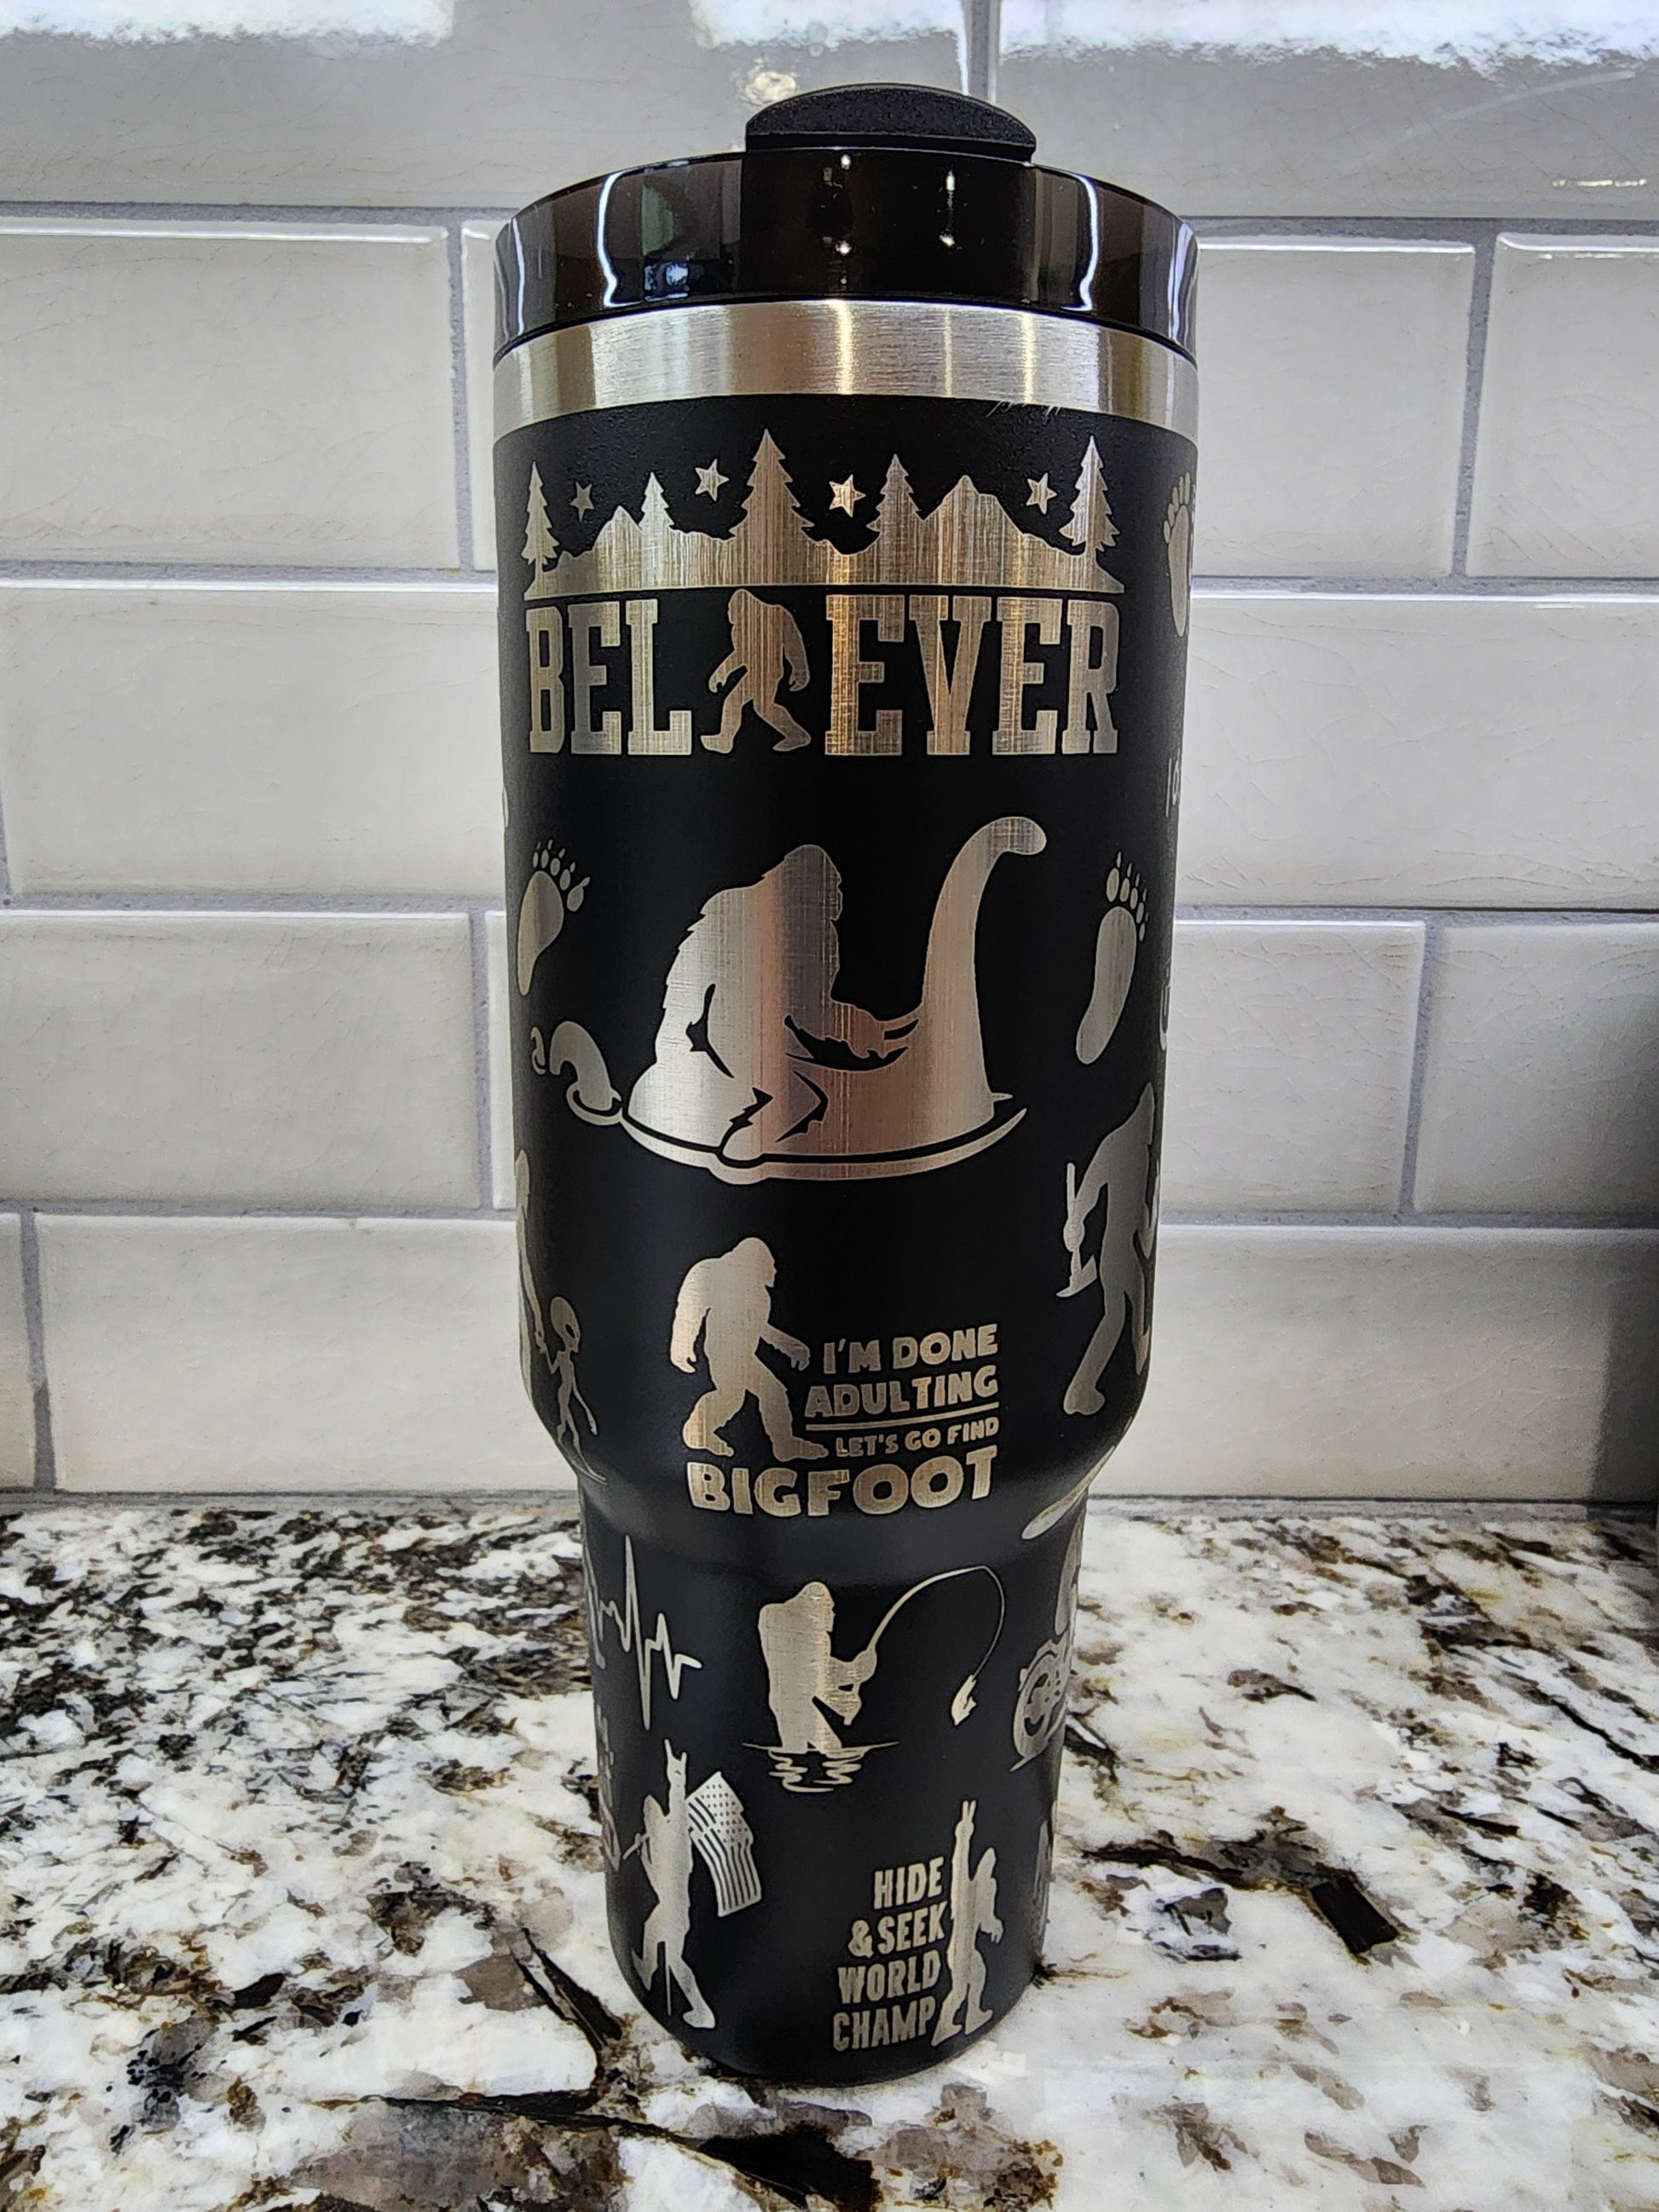 BEL EVER
I'M DONE
ADULTING
LET'S GO FIND
BIGFOOT
HIDE
& SEEK
WORLD
CHAMP